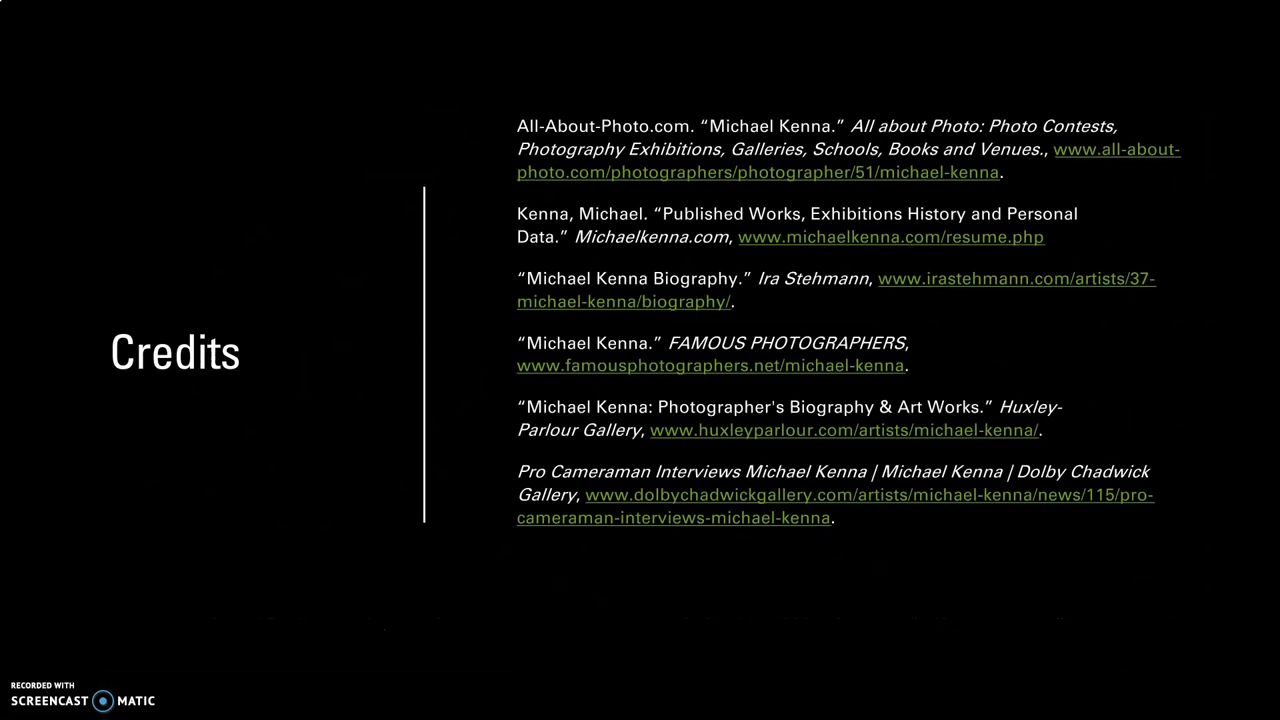 All-About-Photo.com. “Michael Kenna.” All about Photo: Photo Contests,
Photography Exhibitions, Galleries, Schools, Books and Venues., www.all-about-
photo.com/photographers/photographer/51/michael-kenna.
Kenna, Michael. “Published Works, Exhibitions History and Personal
Data.” Michaelkenna.com, www.michaelkenna.com/resume.php
“Michael Kenna Biography.” Ira Stehmann, www.irastehmann.com/artists/37-
michael-kenna/biography/.
Credits
“Michael Kenna.” FAMOUS PHOTOGRAPHERS,
www.famousphotographers.net/michael-kenna.
“Michael Kenna: Photographer's Biography & Art Works.” Huxley-
Parlour Gallery, www.huxleyparlour.com/artists/michael-kenna/.
Pro Cameraman Interviews Michael Kenna | Michael Kenna | Dolby Chadwick
Gallery, www.dolbychadwickgallery.com/artists/michael-kenna/news/115/pro-
cameraman-interviews-michael-kenna.
RECORDED WITH
SCREENCAST MATIC